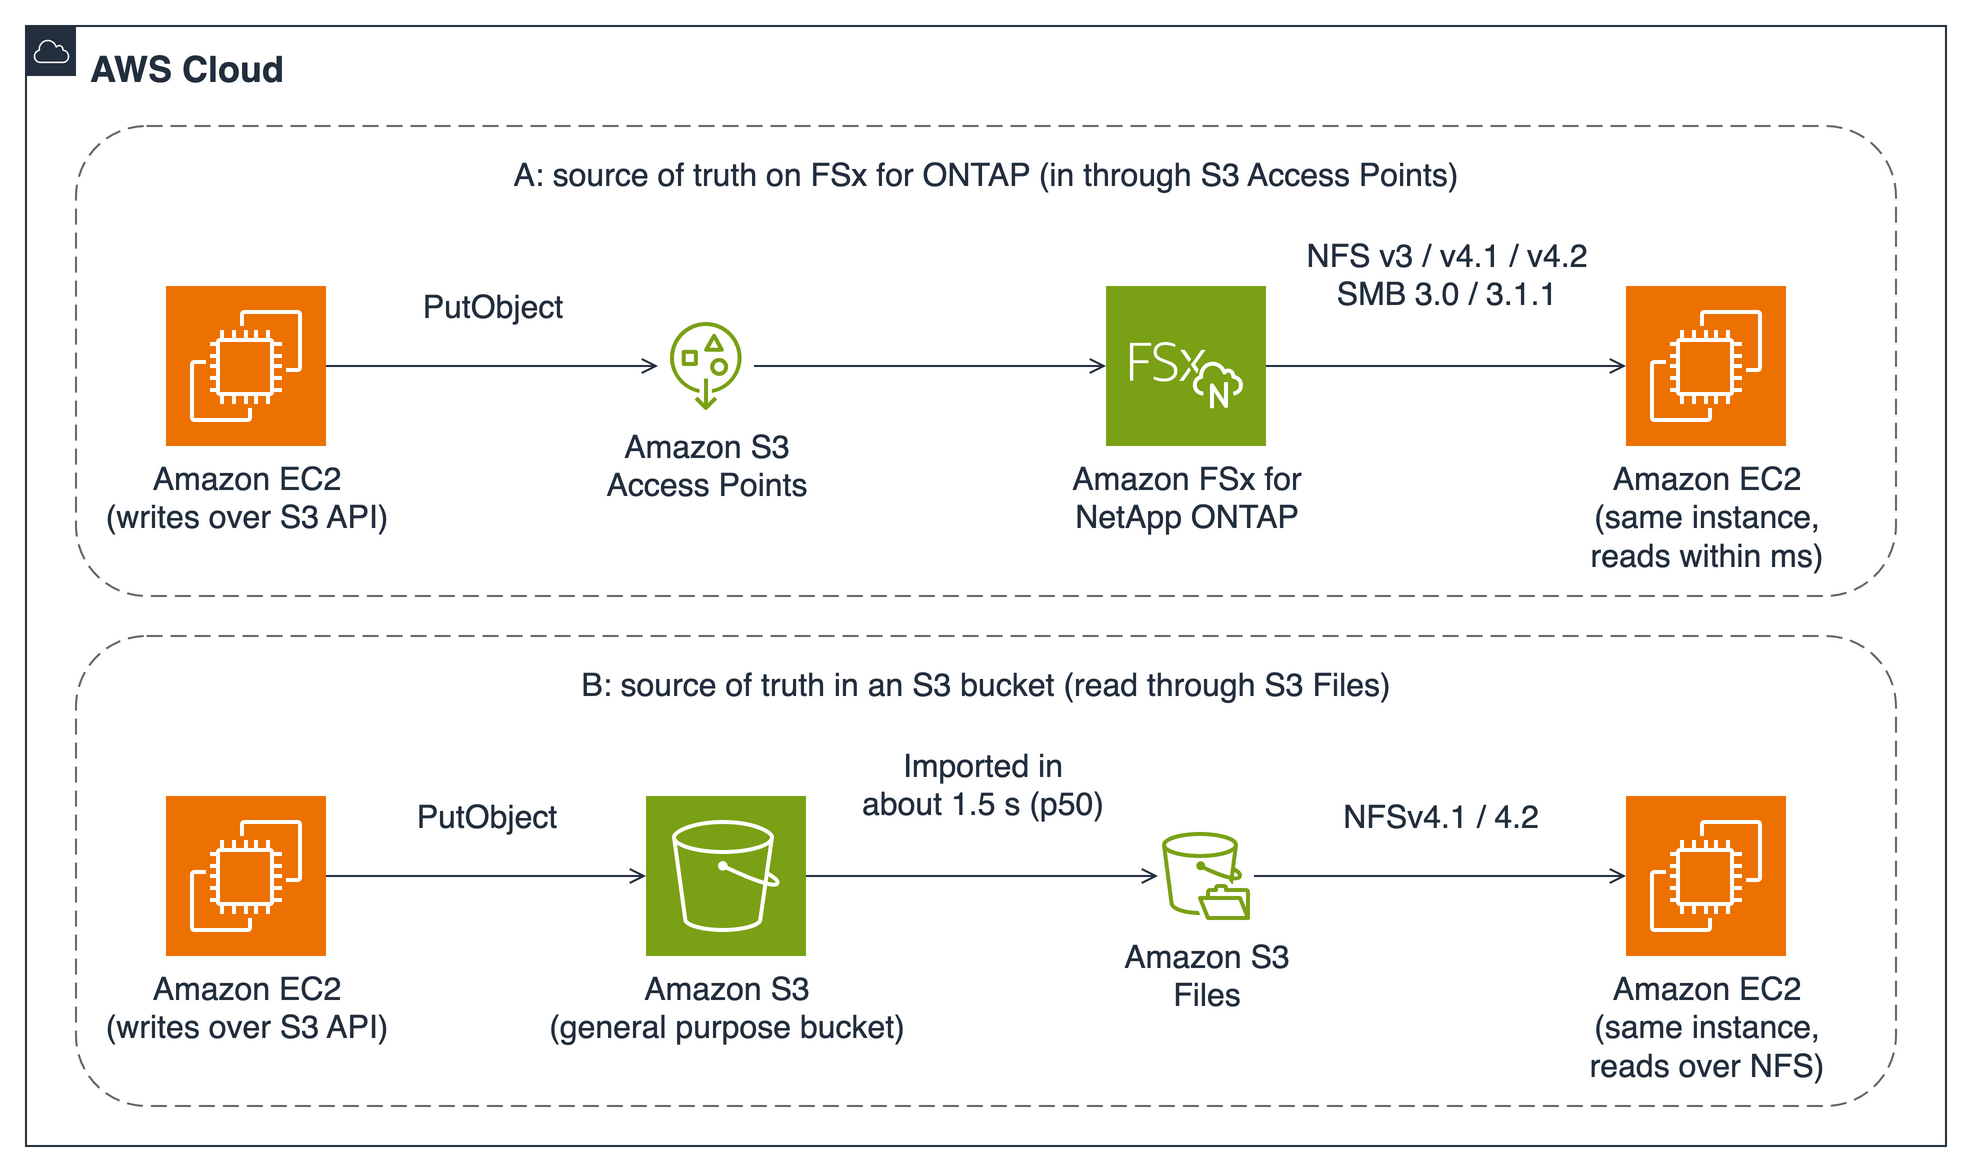 AWS Cloud
A: source of truth on FSx for ONTAP (in through S3 Access Points)
NFS v3 / v4.1 / v4.2
SMB 3.0 / 3.1.1
PutObject
FSx
N
Amazon S3
Access Points
Amazon EC2
(writes over S3 API)
Amazon FSx for
NetApp ONTAP
Amazon EC2
(same instance,
reads within ms)
B: source of truth in an S3 bucket (read through S3 Files)
Imported in
about 1.5 s (p50)
PutObject
NFSv4.1 / 4.2
Amazon S3
Files
Amazon EC2
(writes over S3 API)
Amazon S3
(general purpose bucket)
Amazon EC2
(same instance,
reads over NFS)